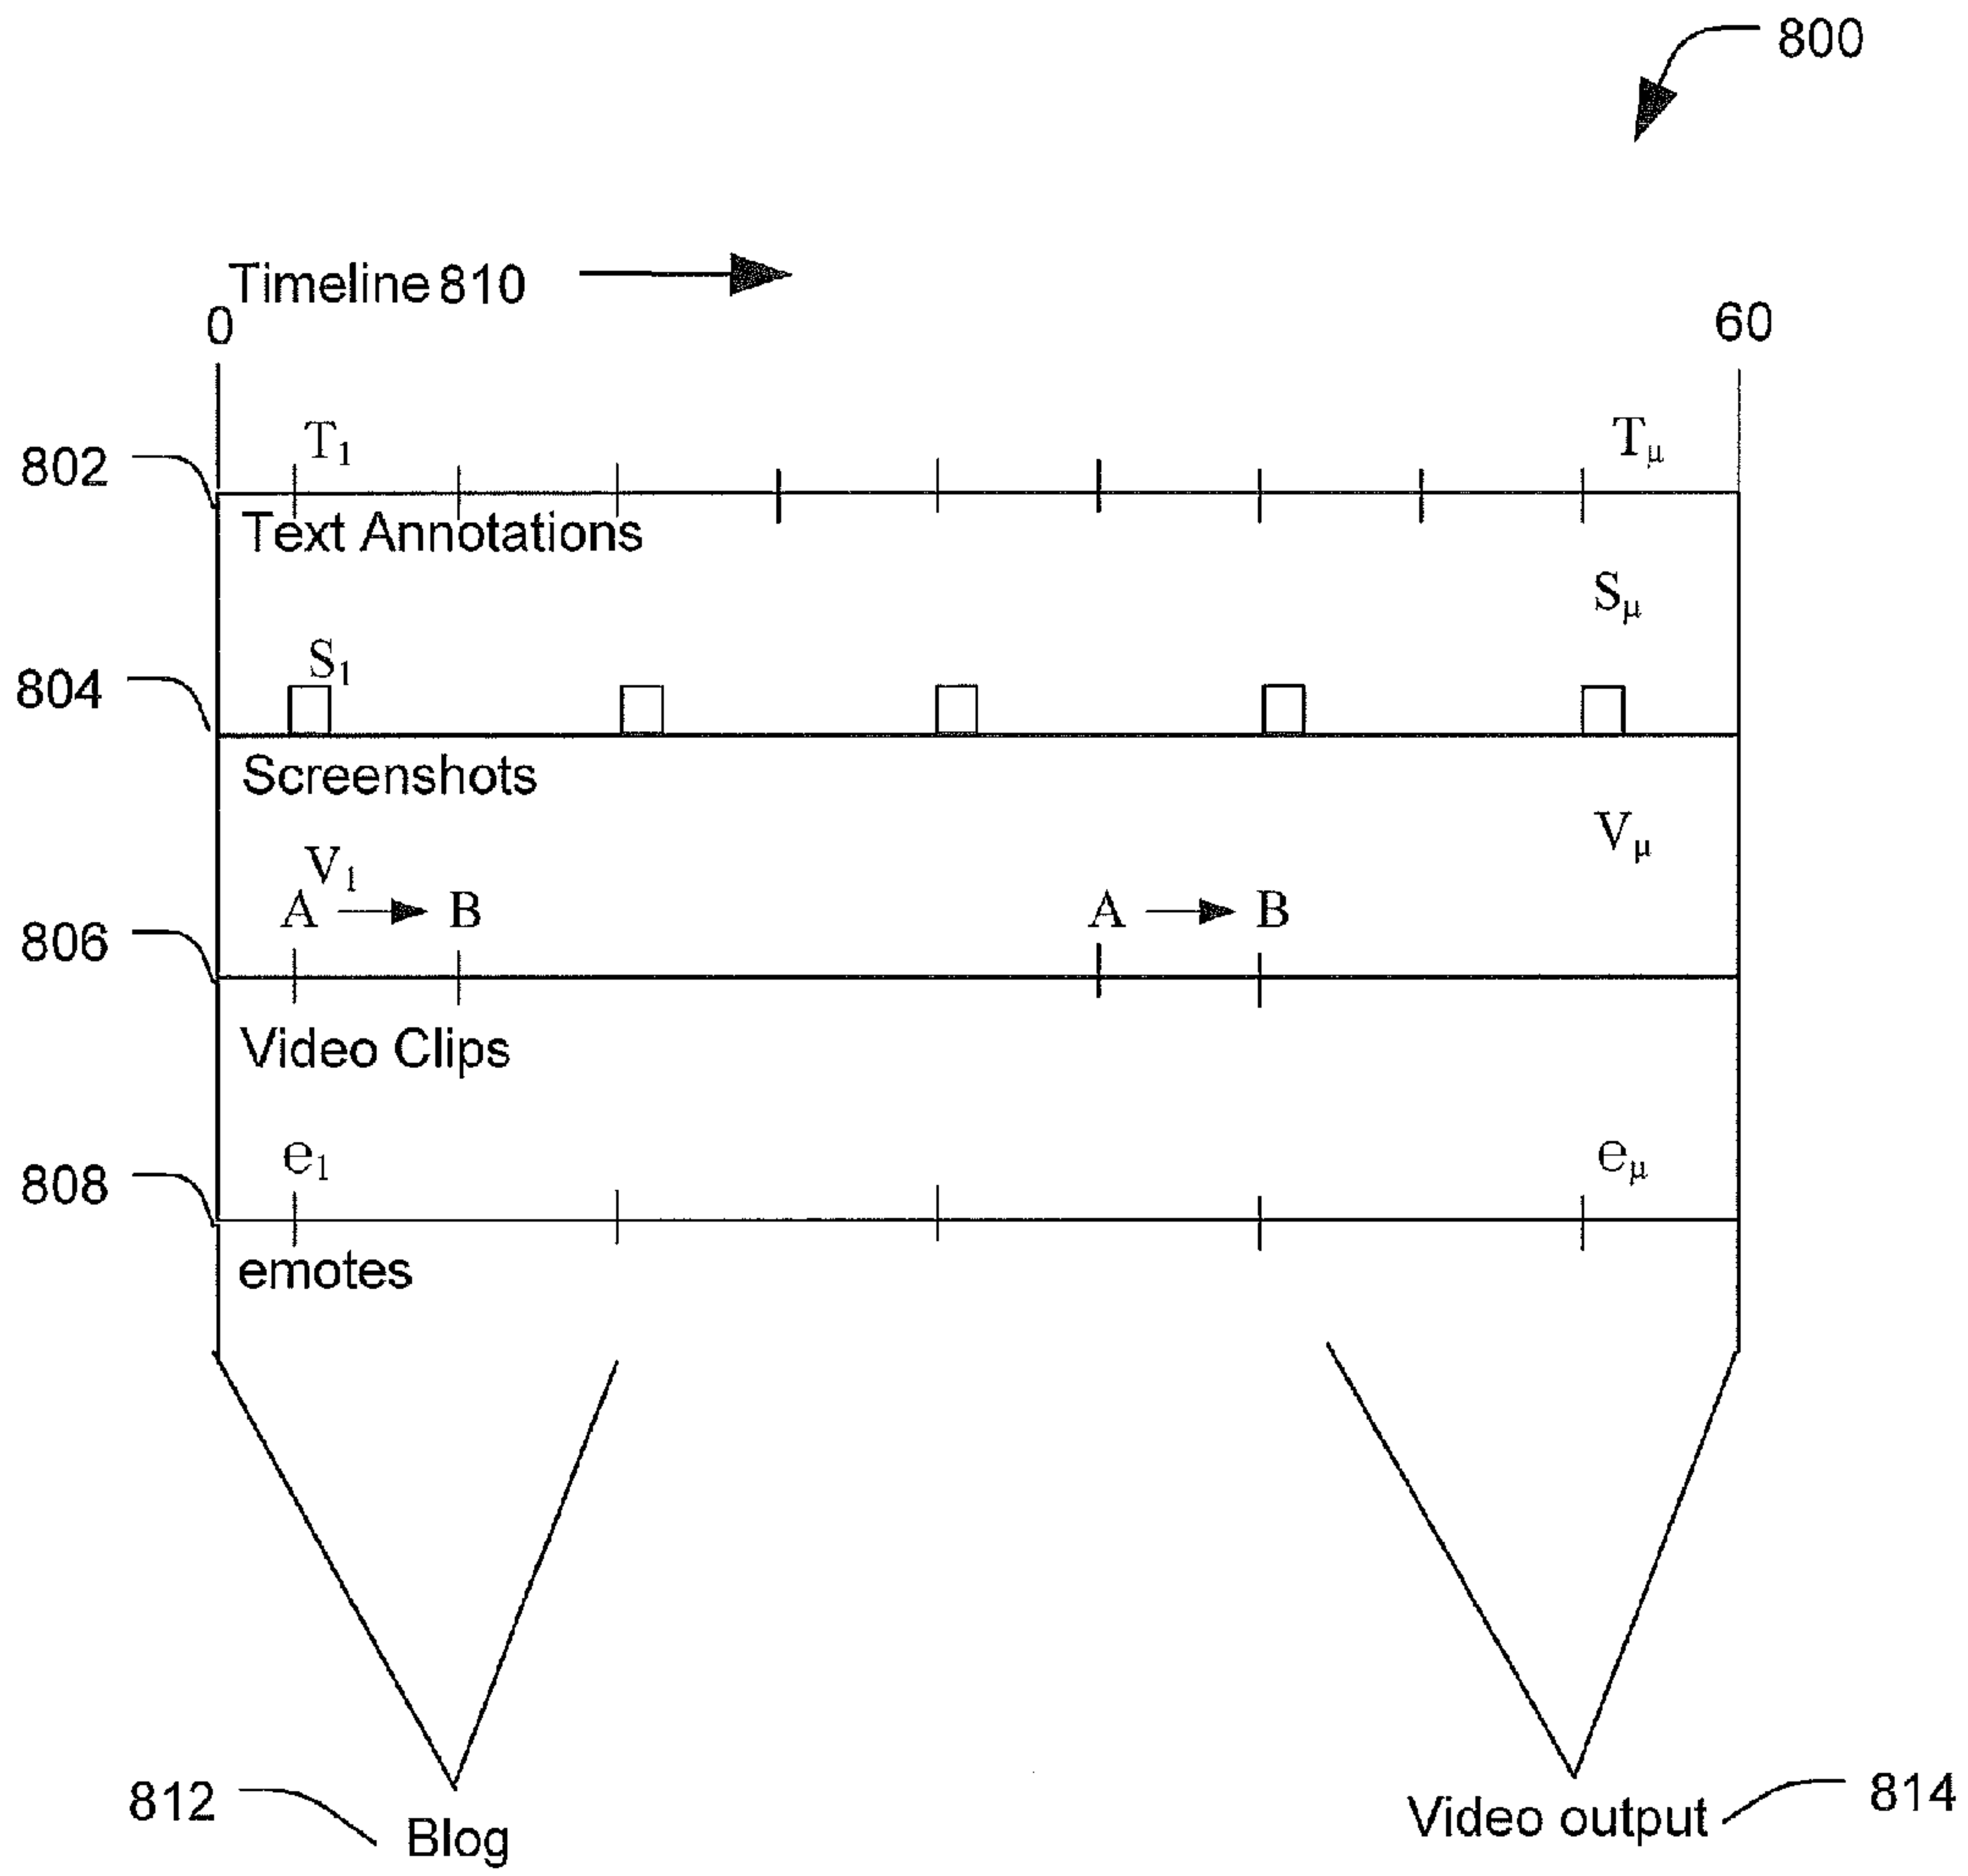 800
Timeline 810
0
60
T1
Tμ
802
Text Annotations
Sμ
S1
804
Screenshots
Vμ
V1
A B A B
806
Video Clips
e1
eμ
808
emotes
812
Blog
Video output
814